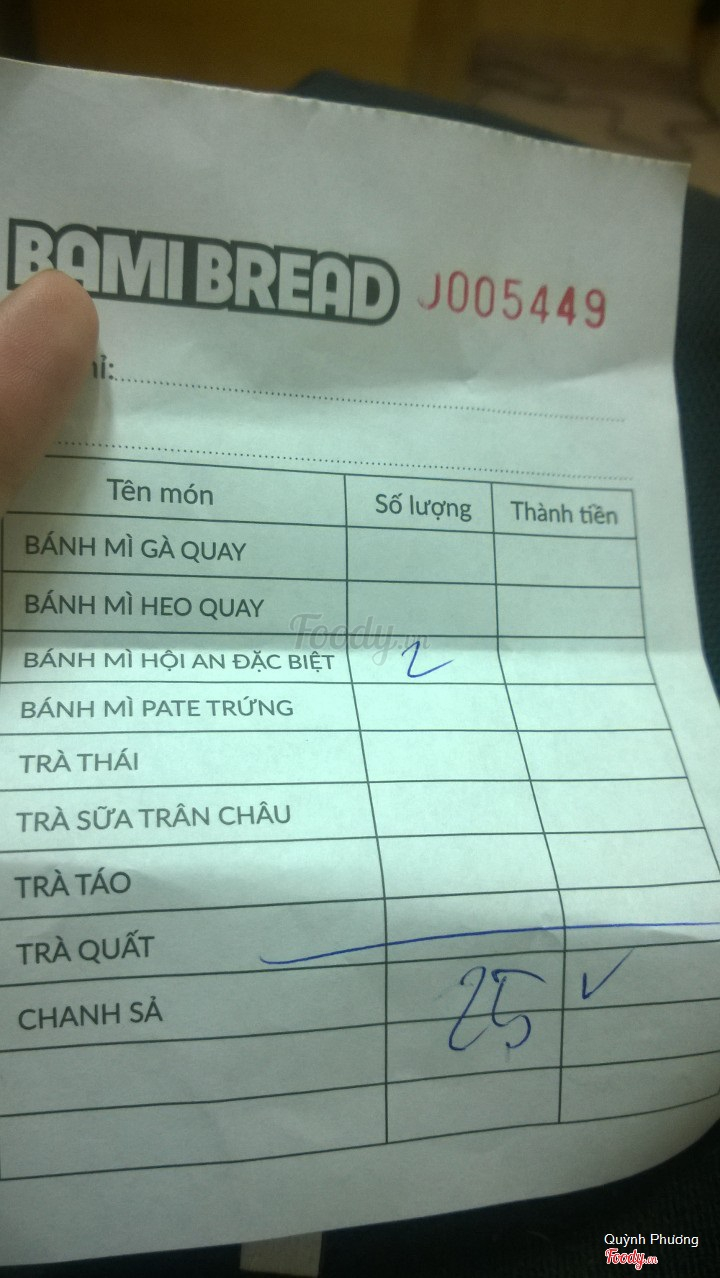 BAMI BREAD J005449
ỉ:
Tên món Số lượng Thành tiền
BÁNH MÌ GÀ QUAY
BÁNH MÌ HEO QUAY
BÁNH MÌ HỘI AN ĐẶC BIỆT 2
BÁNH MÌ PATE TRỨNG
TRÀ THÁI
TRÀ SỮA TRÂN CHÂU
TRÀ TÁO
TRÀ QUẤT
CHANH SẢ 25 ✓
Foody.vn
Quỳnh Phương
Foody.vn